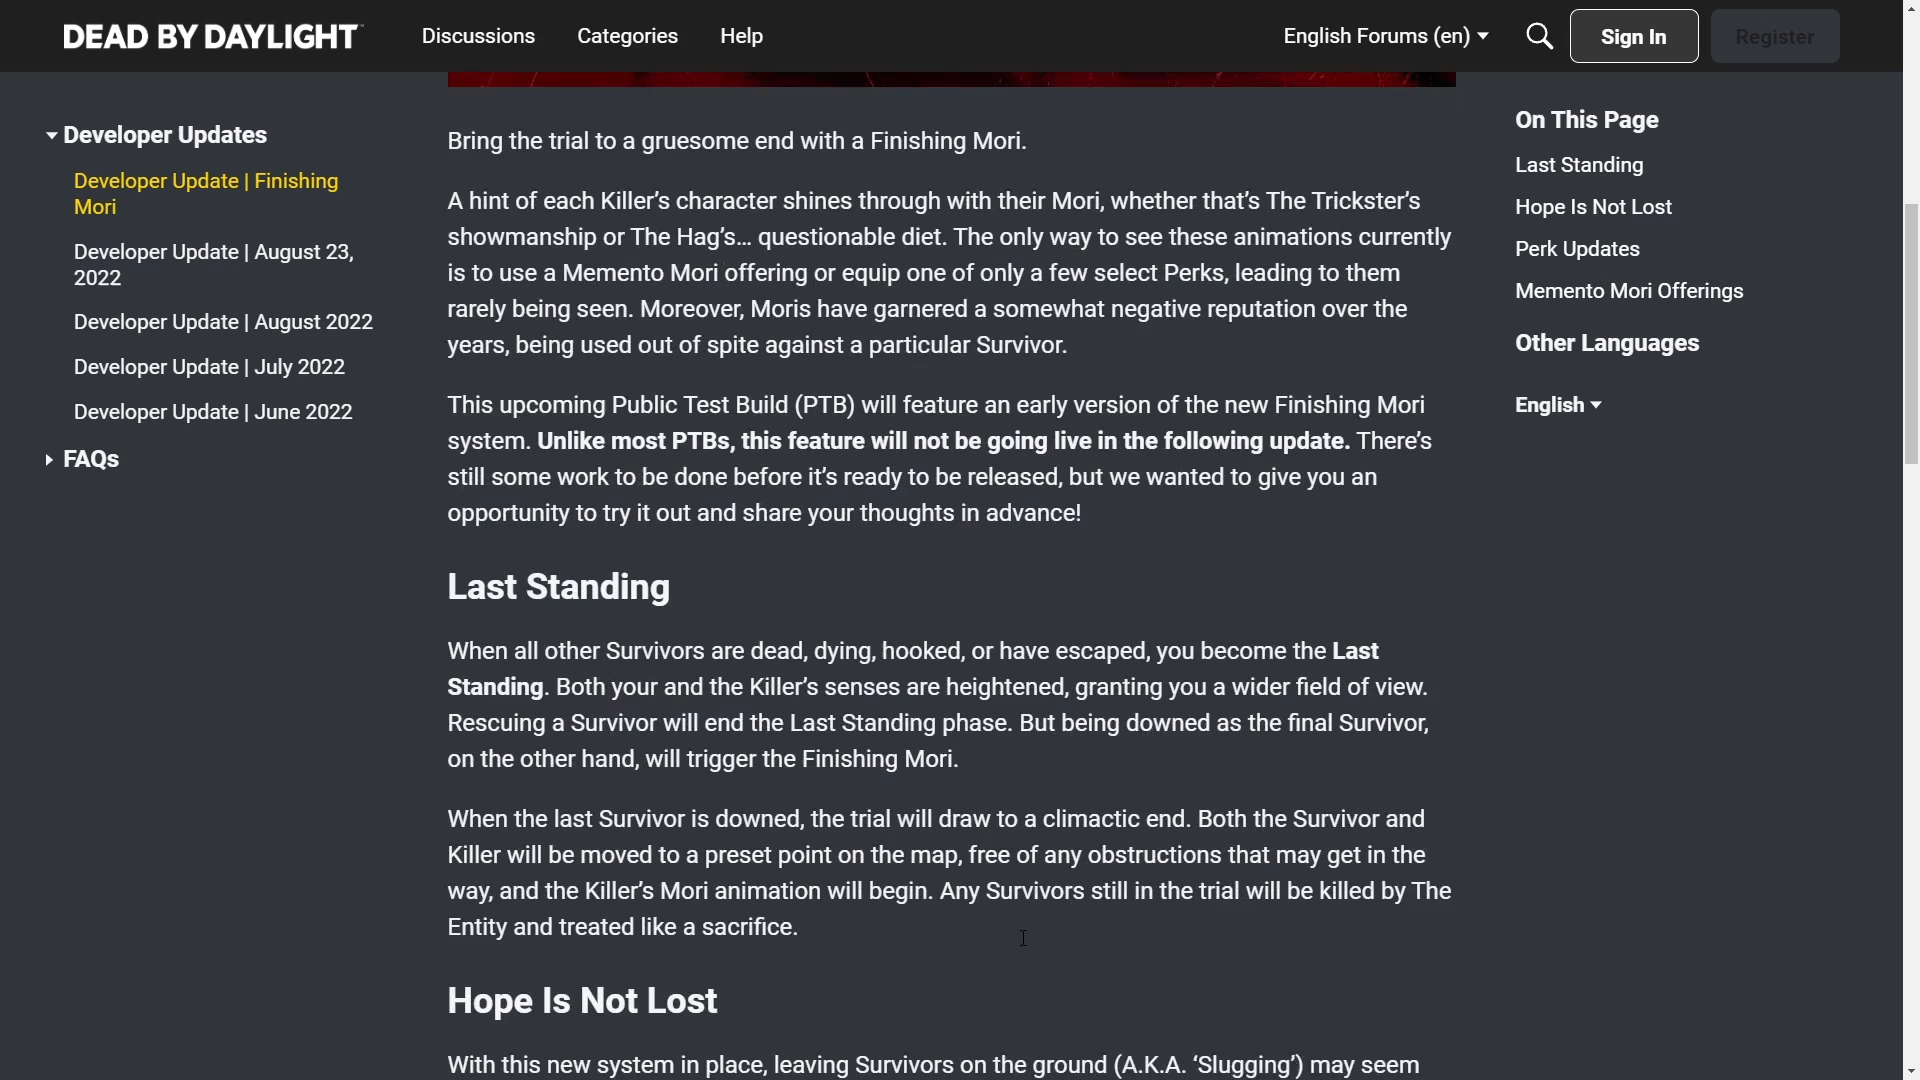 DEAD BY DAYLIGHT
Discussions
Categories
Help
English Forums (en)
Sign In
Register
Developer Updates
Developer Update | Finishing
Mori
Developer Update | August 23,
2022
Developer Update | August 2022
Developer Update | July 2022
Developer Update | June 2022
FAQs
Bring the trial to a gruesome end with a Finishing Mori.
A hint of each Killer’s character shines through with their Mori, whether that’s The Trickster’s
showmanship or The Hag’s… questionable diet. The only way to see these animations currently
is to use a Memento Mori offering or equip one of only a few select Perks, leading to them
rarely being seen. Moreover, Moris have garnered a somewhat negative reputation over the
years, being used out of spite against a particular Survivor.
This upcoming Public Test Build (PTB) will feature an early version of the new Finishing Mori
system. Unlike most PTBs, this feature will not be going live in the following update. There’s
still some work to be done before it’s ready to be released, but we wanted to give you an
opportunity to try it out and share your thoughts in advance!
Last Standing
When all other Survivors are dead, dying, hooked, or have escaped, you become the Last
Standing. Both your and the Killer’s senses are heightened, granting you a wider field of view.
Rescuing a Survivor will end the Last Standing phase. But being downed as the final Survivor,
on the other hand, will trigger the Finishing Mori.
When the last Survivor is downed, the trial will draw to a climactic end. Both the Survivor and
Killer will be moved to a preset point on the map, free of any obstructions that may get in the
way, and the Killer’s Mori animation will begin. Any Survivors still in the trial will be killed by The
Entity and treated like a sacrifice.
Hope Is Not Lost
With this new system in place, leaving Survivors on the ground (A.K.A. ‘Slugging’) may seem
On This Page
Last Standing
Hope Is Not Lost
Perk Updates
Memento Mori Offerings
Other Languages
English